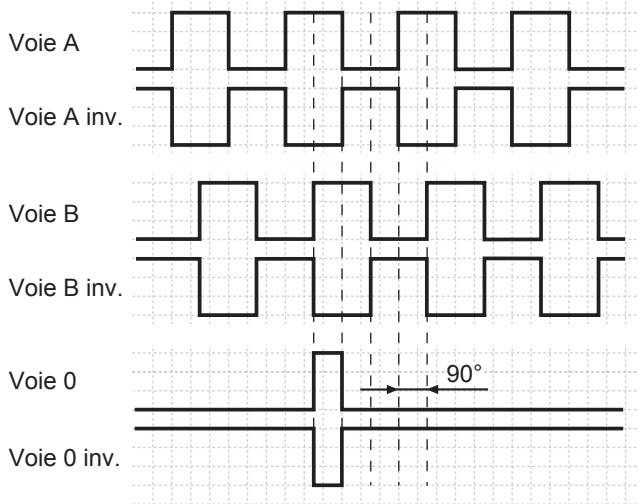 Voie A
Voie A inv.
Voie B
Voie B inv.
Voie 0
90°
Voie 0 inv.